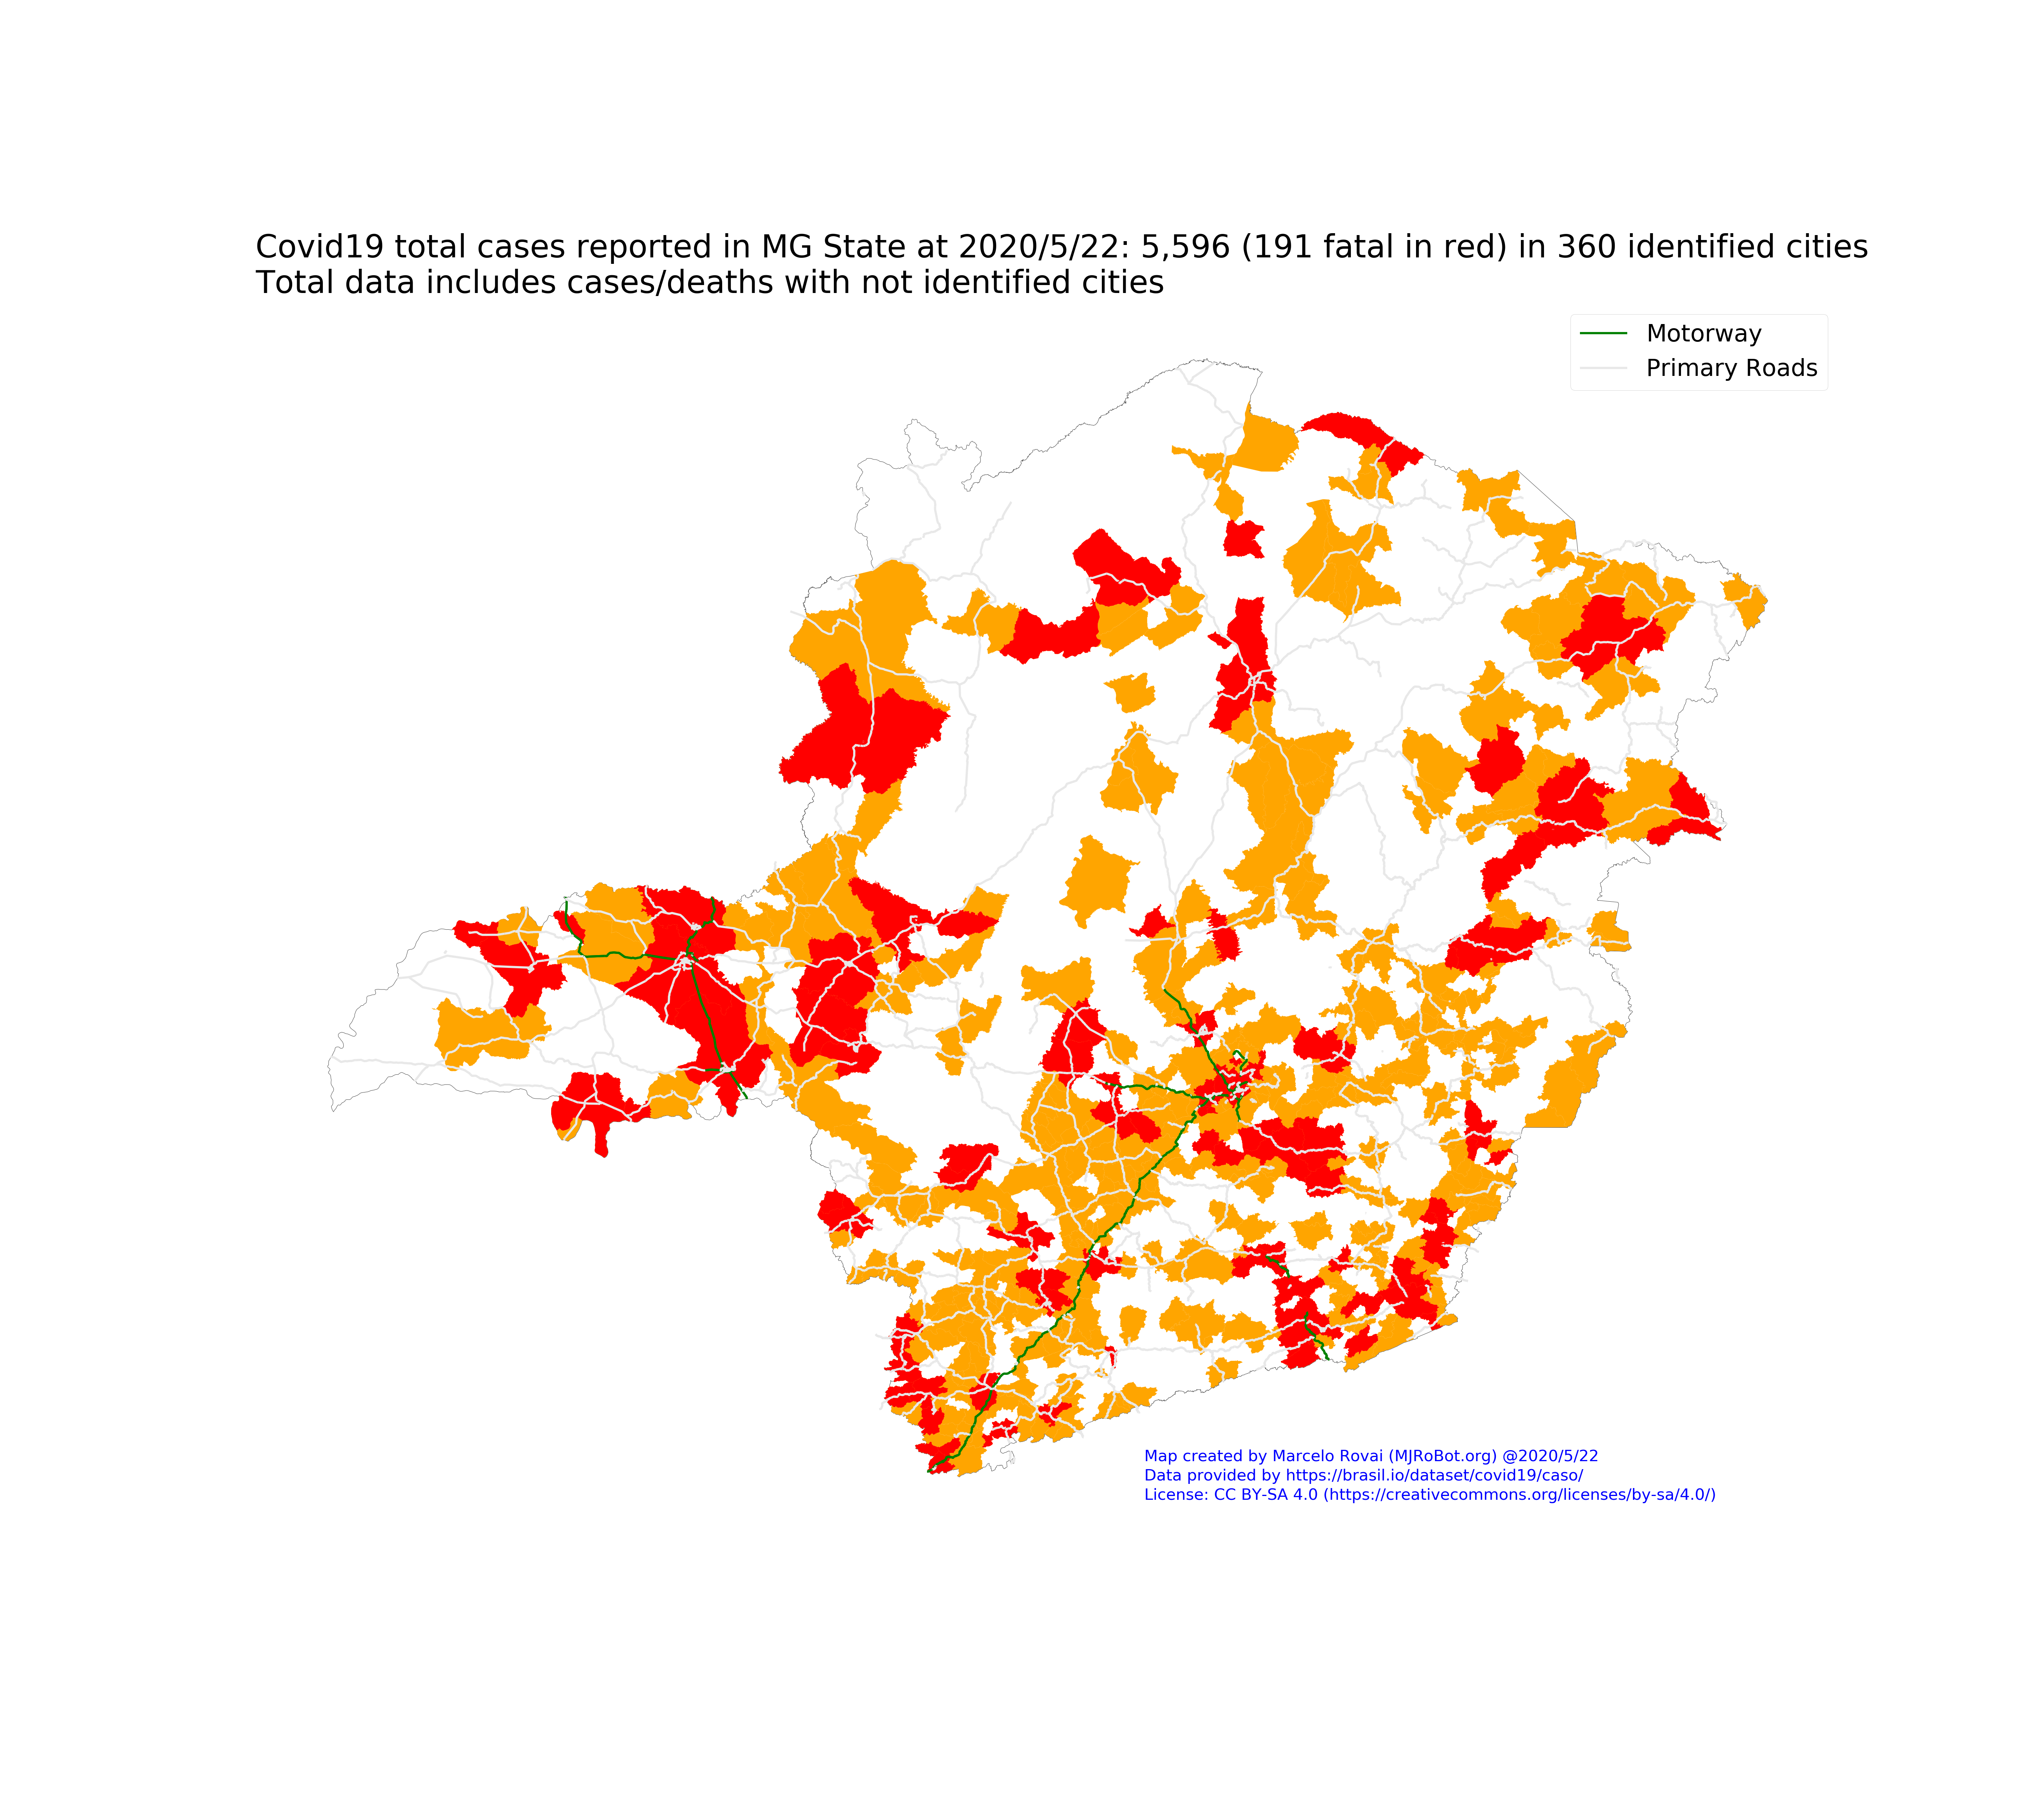 Covid19 total cases reported in MG State at 2020/5/22: 5,596 (191 fatal in red) in 360 identified cities
Total data includes cases/deaths with not identified cities
Motorway
Primary Roads
Map created by Marcelo Rovai (MJRoBot.org) @2020/5/22
Data provided by https://brasil.io/dataset/covid19/caso/
License: CC BY-SA 4.0 (https://creativecommons.org/licenses/by-sa/4.0/)